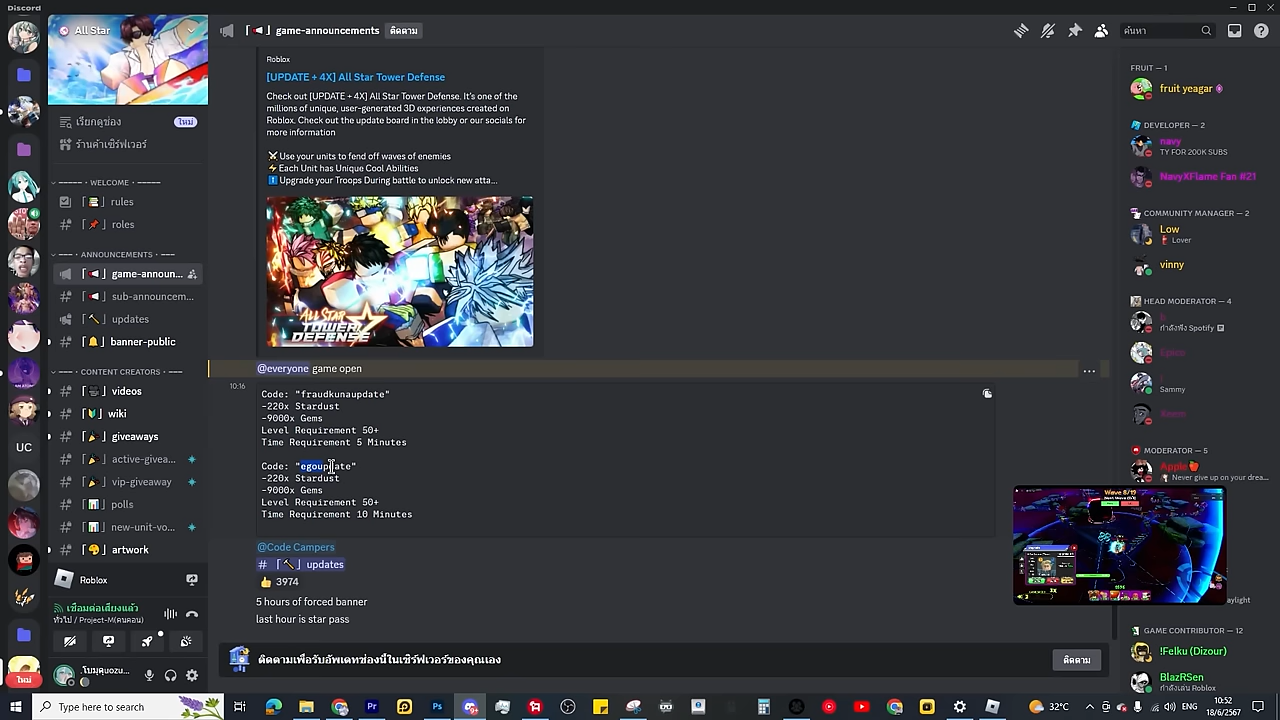 Discord
All Star
「📢」game-announcements
ติดตาม
ค้นหา
เรียกดูช่อง
ใหม่
ร้านค้าเซิร์ฟเวอร์
----- • WELCOME • -----
「📜」rules
「📌」roles
--- • ANNOUNCEMENTS • ---
「📢」game-announ...
「📢」sub-announcem...
「🔨」updates
「🔔」banner-public
--- • CONTENT CREATORS • ---
「🎬」videos
「🔰」wiki
「🎉」giveaways
「🎉」active-givea...
「🎉」vip-giveaway
「📊」polls
「📊」new-unit-vo...
「🎨」artwork
UC
Roblox
เชื่อมต่อเสียงแล้ว
ทั่วไป / Project-M(คนคอน)
ใหม่
Roblox
[UPDATE + 4X] All Star Tower Defense
Check out [UPDATE + 4X] All Star Tower Defense. It's one of the
millions of unique, user-generated 3D experiences created on
Roblox. Check out the update board in the lobby or our socials for
more information
⚔️ Use your units to fend off waves of enemies
⚡Each Unit has Unique Cool Abilities
⬆️ Upgrade your Troops During battle to unlock new atta...
ALL STAR
TOWER
DEFENSE
@everyone game open
10:16
Code: "fraudkunaupdate"
-220x Stardust
-9000x Gems
Level Requirement 50+
Time Requirement 5 Minutes
Code: "egoupdate"
-220x Stardust
-9000x Gems
Level Requirement 50+
Time Requirement 10 Minutes
@Code Campers
# 「🔨」updates
👍 3974
5 hours of forced banner
last hour is star pass
ติดตามเพื่อรับอัพเดทช่องนี้ในเซิร์ฟเวอร์ของคุณเอง
ติดตาม
FRUIT — 1
fruit yeagar
DEVELOPER — 2
navy
TY FOR 200K SUBS
NavyXFlame Fan #21
COMMUNITY MANAGER — 2
Low
Lover
vinny
HEAD MODERATOR — 4
กำลังฟัง Spotify
Sammy
MODERATOR — 5
Apple🍎
Never give up on your drea...
Wave 8/15
aylight
GAME CONTRIBUTOR — 12
!Felku (Dizour)
BlazRSen
กำลังเล่น Roblox
Type here to search
32°C
ENG
10:52
18/6/2567